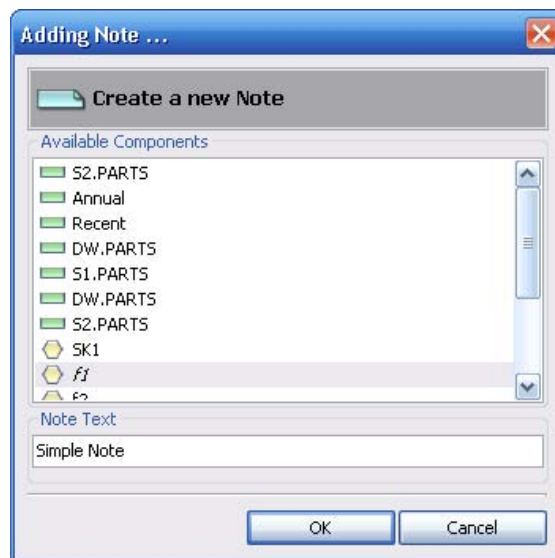 Adding Note ...
Create a new Note
Available Components
S2.PARTS
Annual
Recent
DW.PARTS
S1.PARTS
DW.PARTS
S2.PARTS
SK1
f1
f2
Note Text
Simple Note
OK
Cancel